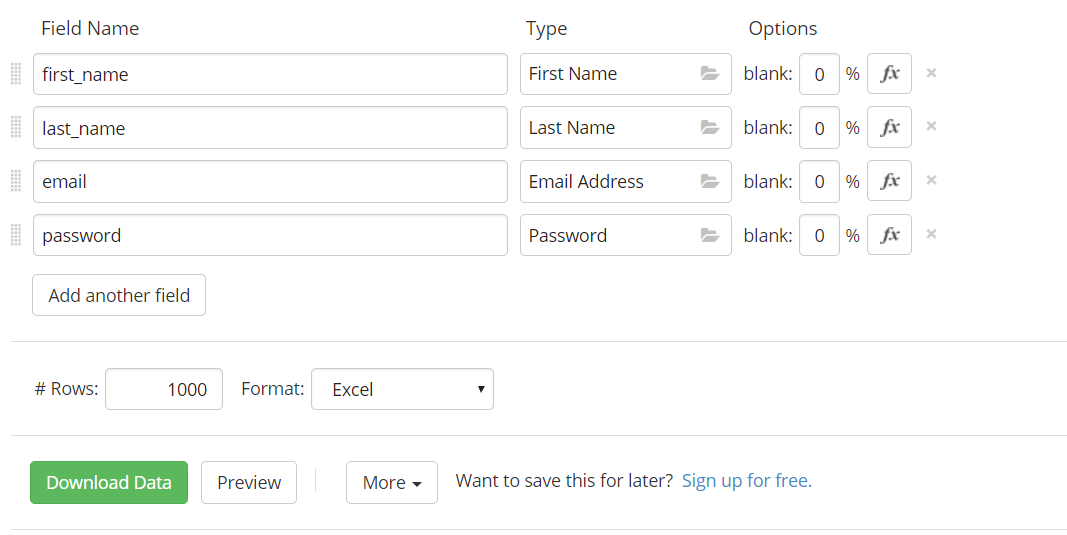 Field Name Type Options
first_name First Name blank: 0 % fx ×
last_name Last Name blank: 0 % fx ×
email Email Address blank: 0 % fx ×
password Password blank: 0 % fx ×
Add another field
# Rows: 1000 Format: Excel
Download Data Preview More Want to save this for later? Sign up for free.